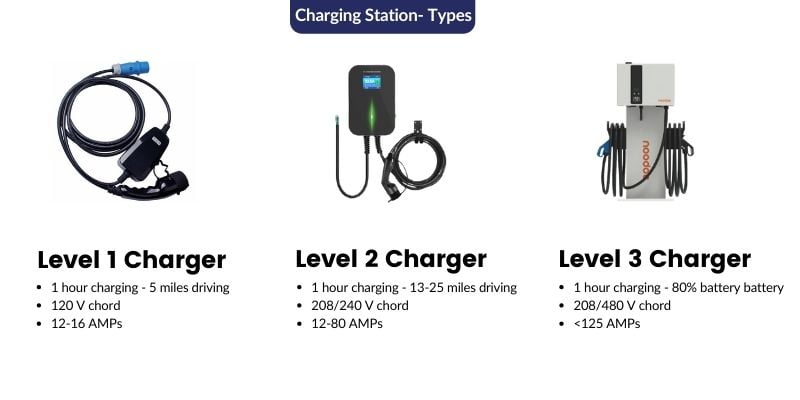 Charging Station- Types
noodoe
Level 1 Charger
• 1 hour charging - 5 miles driving
• 120 V chord
• 12-16 AMPs
Level 2 Charger
• 1 hour charging - 13-25 miles driving
• 208/240 V chord
• 12-80 AMPs
Level 3 Charger
• 1 hour charging - 80% battery battery
• 208/480 V chord
• <125 AMPs